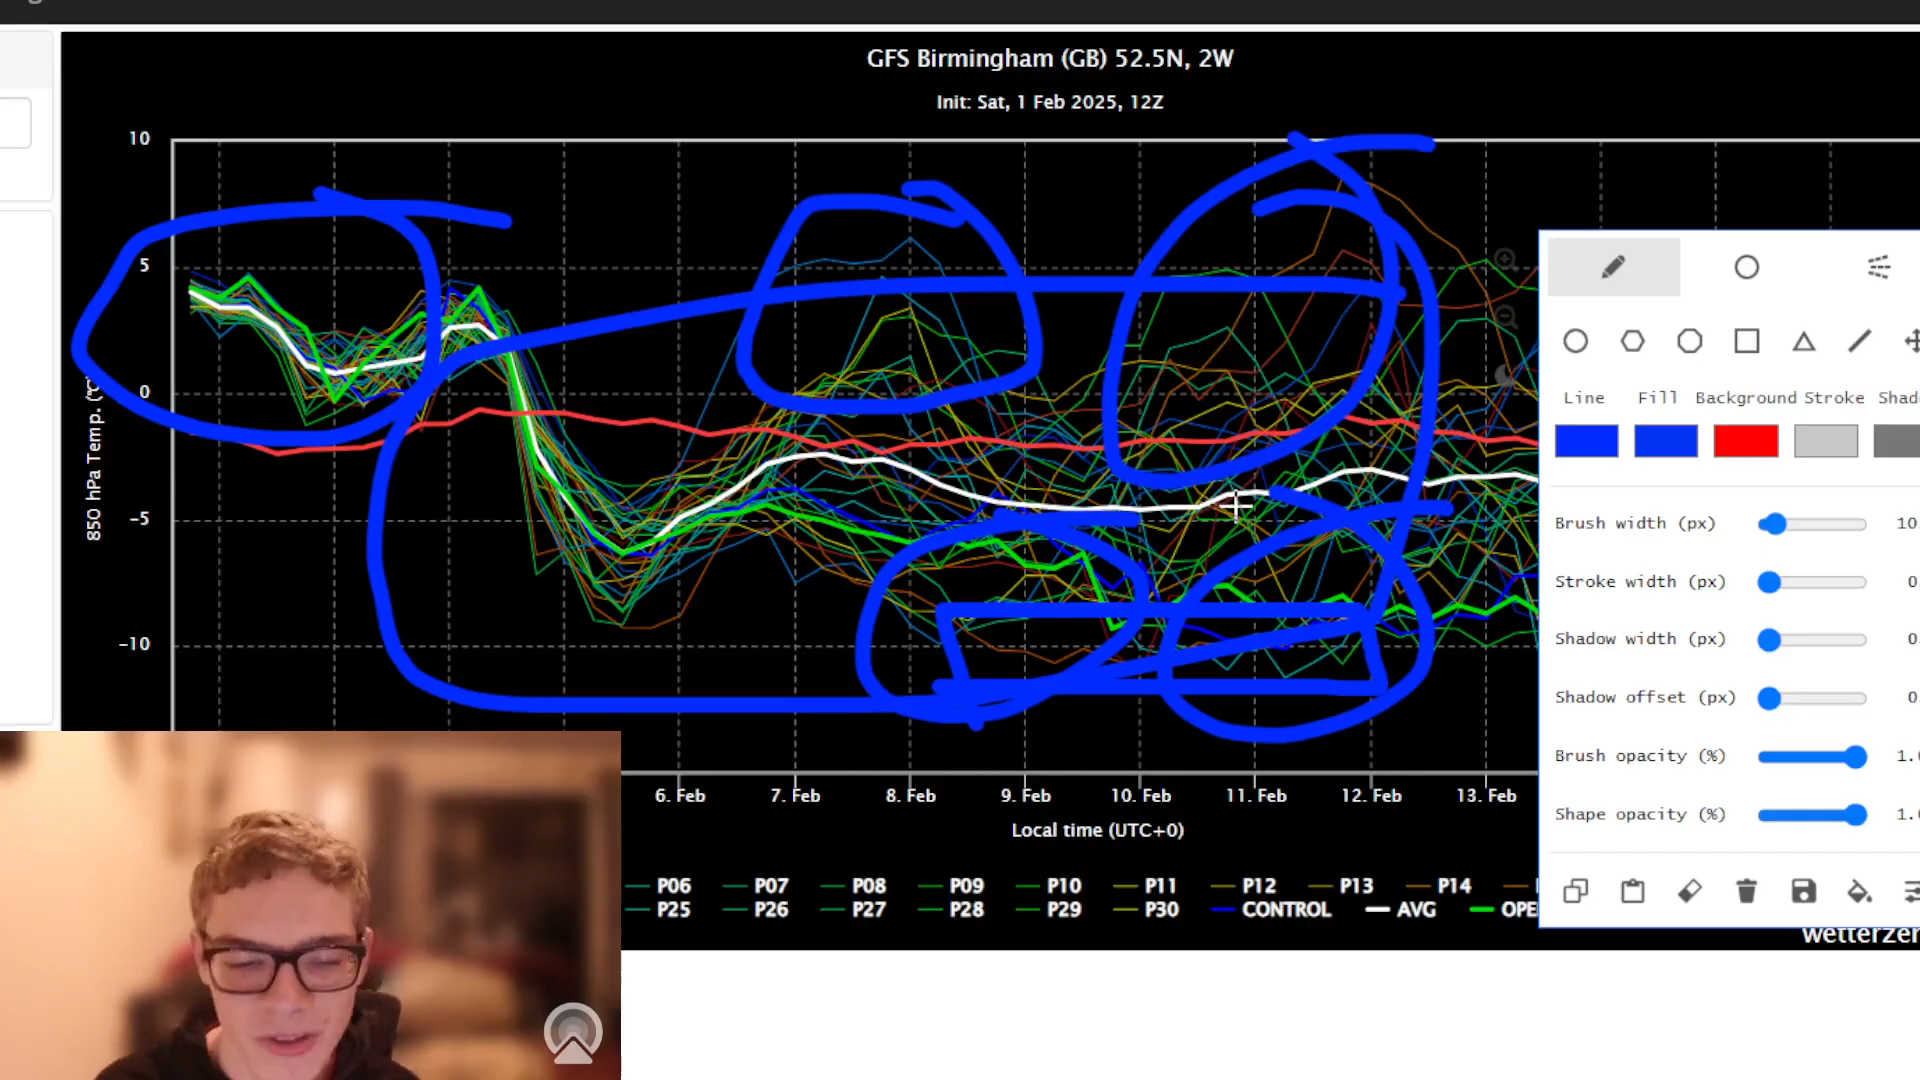 GFS Birmingham (GB) 52.5N, 2W
Init: Sat, 1 Feb 2025, 12Z
10
5
0
-5
-10
850 hPa Temp. (°C)
6. Feb 7. Feb 8. Feb 9. Feb 10. Feb 11. Feb 12. Feb 13. Feb
Local time (UTC+0)
P06 P07 P08 P09 P10 P11 P12 P13 P14
P25 P26 P27 P28 P29 P30 CONTROL AVG OPE
Line Fill Background Stroke Shad
Brush width (px) 10.
Stroke width (px) 0.
Shadow width (px) 0.
Shadow offset (px) 0.
Brush opacity (%) 1.
Shape opacity (%) 1.
wetterzen